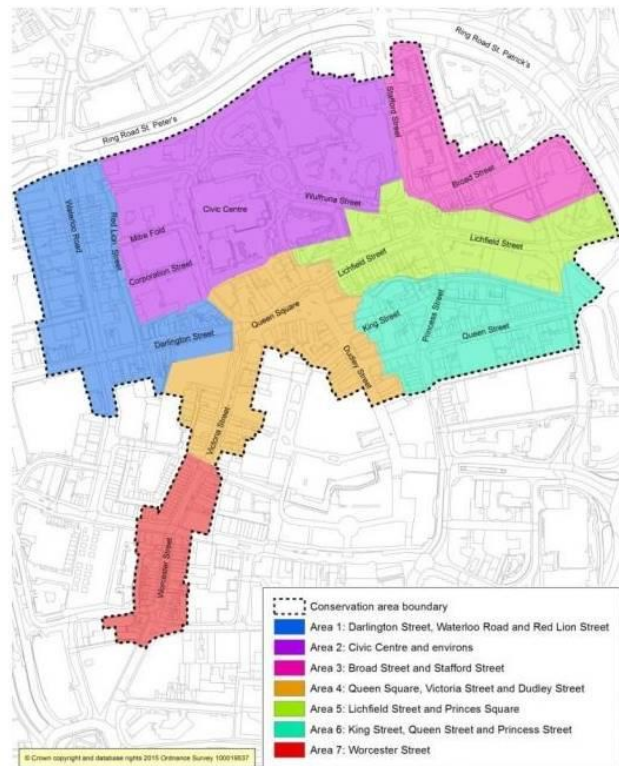 Ring Road St. Patrick's
Ring Road St. Peter's
Stafford Street
Broad Street
Wulfruna Street
Civic Centre
Mitre Fold
Red Lion Street
Waterloo Road
Corporation Street
Lichfield Street
Lichfield Street
Queen Square
King Street
Princess Street
Queen Street
Darlington Street
Dudley Street
Victoria Street
Worcester Street
Conservation area boundary
Area 1: Darlington Street, Waterloo Road and Red Lion Street
Area 2: Civic Centre and environs
Area 3: Broad Street and Stafford Street
Area 4: Queen Square, Victoria Street and Dudley Street
Area 5: Lichfield Street and Princes Square
Area 6: King Street, Queen Street and Princess Street
Area 7: Worcester Street
© Crown copyright and database rights 2015 Ordnance Survey 100019537